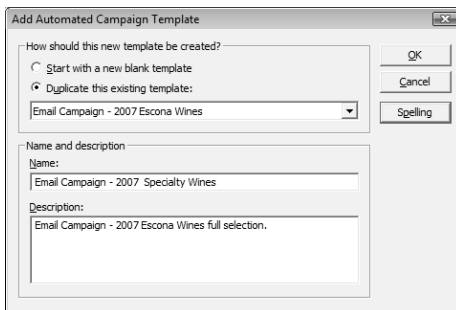 Add Automated Campaign Template
How should this new template be created?
Start with a new blank template
Duplicate this existing template:
Email Campaign - 2007 Escona Wines
OK
Cancel
Spelling
Name and description
Name:
Email Campaign - 2007  Specialty Wines
Description:
Email Campaign - 2007 Escona Wines full selection.